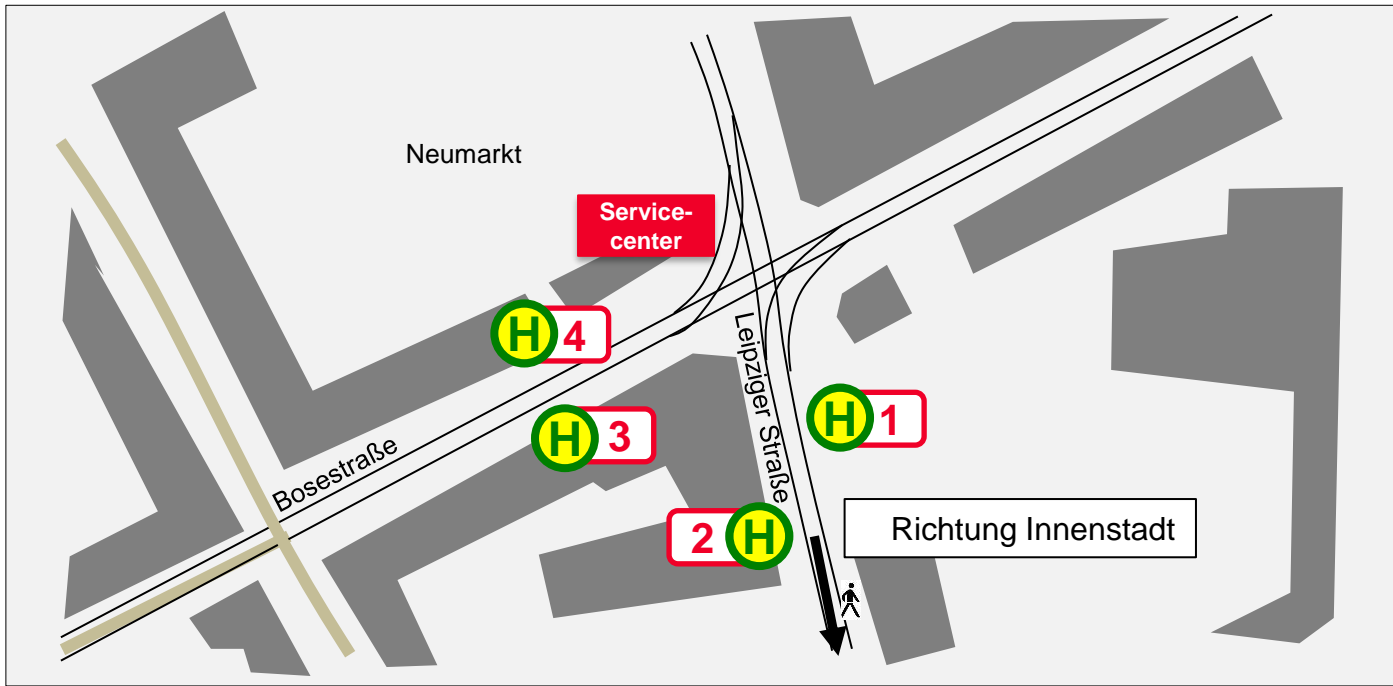 Neumarkt
Service-
center
H 4
Leipziger Straße
H 1
H 3
Bosestraße
2 H
Richtung Innenstadt